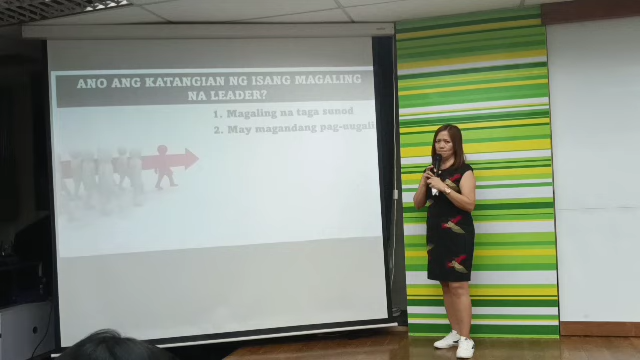 ANO ANG KATANGIAN NG ISANG MAGALING
NA LEADER?
1. Magaling na taga sunod
2. May magandang pag-uugali